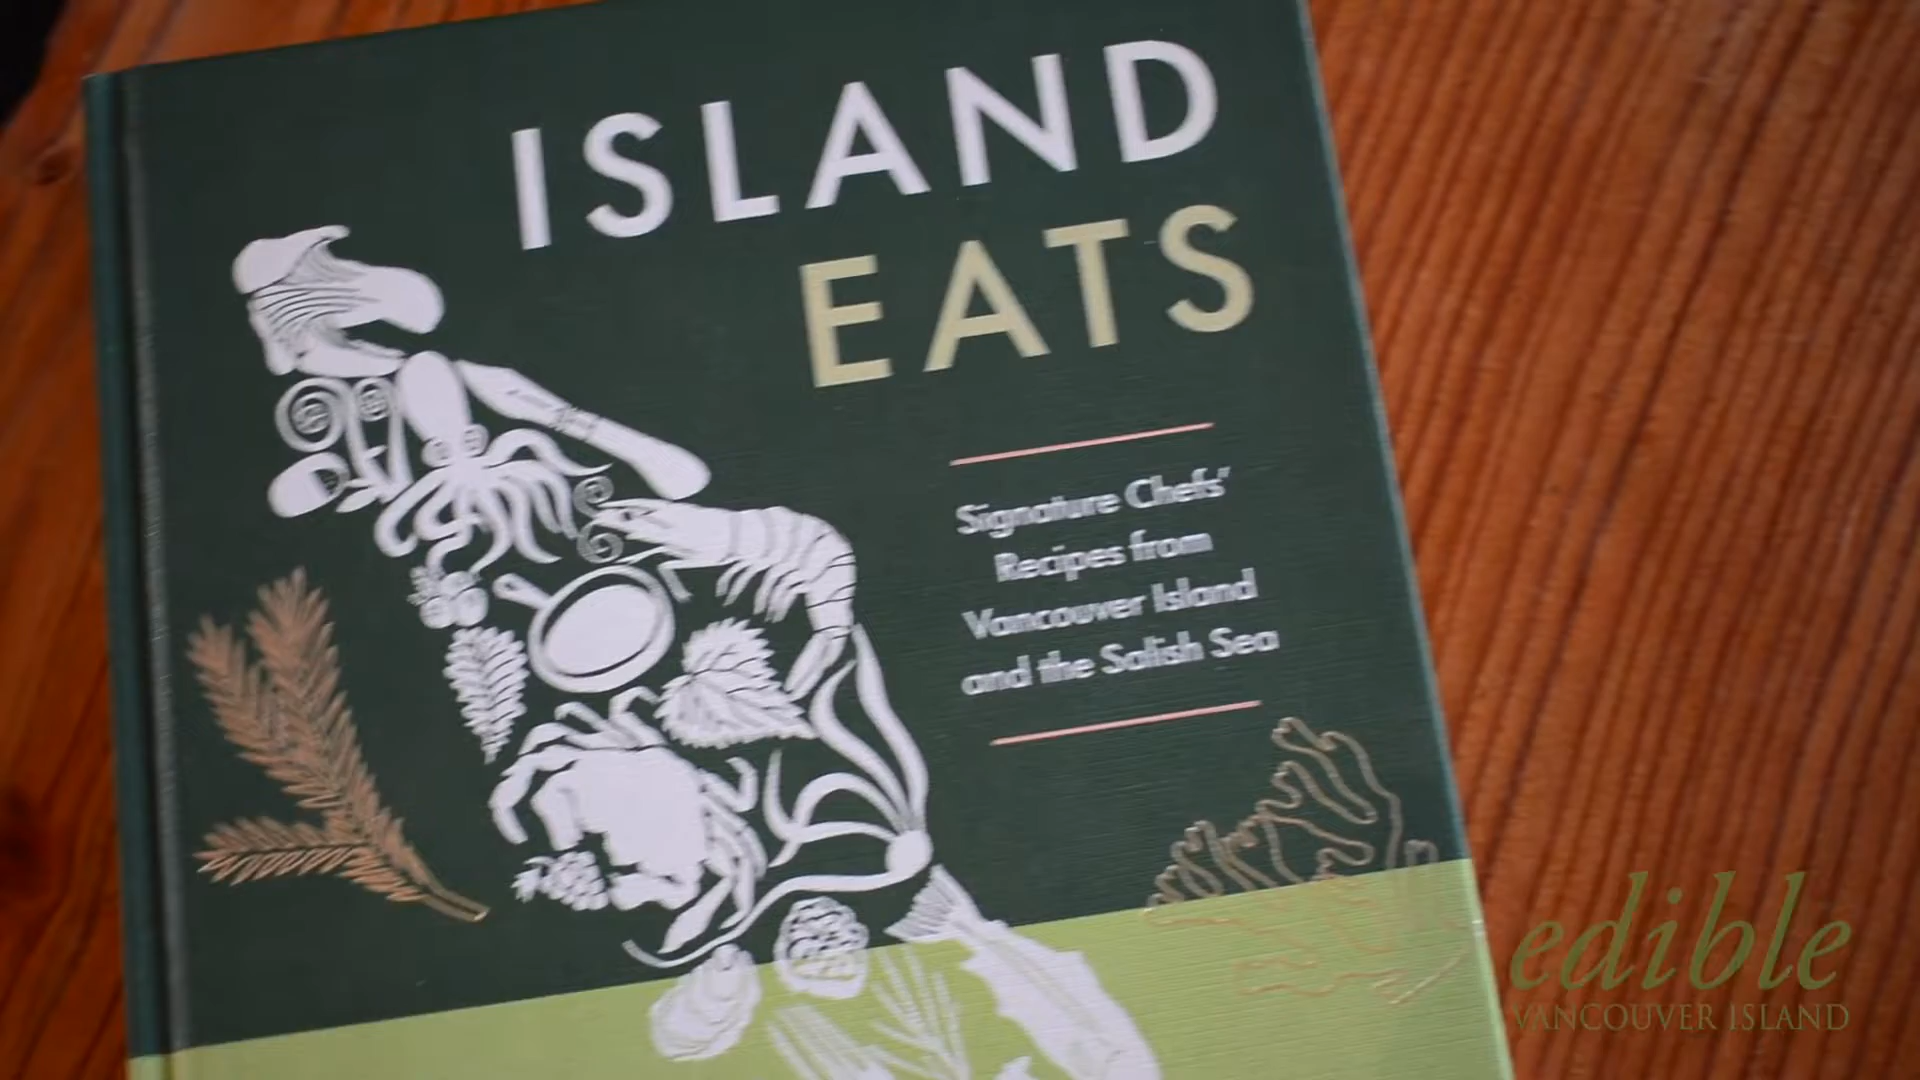 ISLAND
EATS
Signature Chefs'
Recipes from
Vancouver Island
and the Salish Sea
edible
VANCOUVER ISLAND